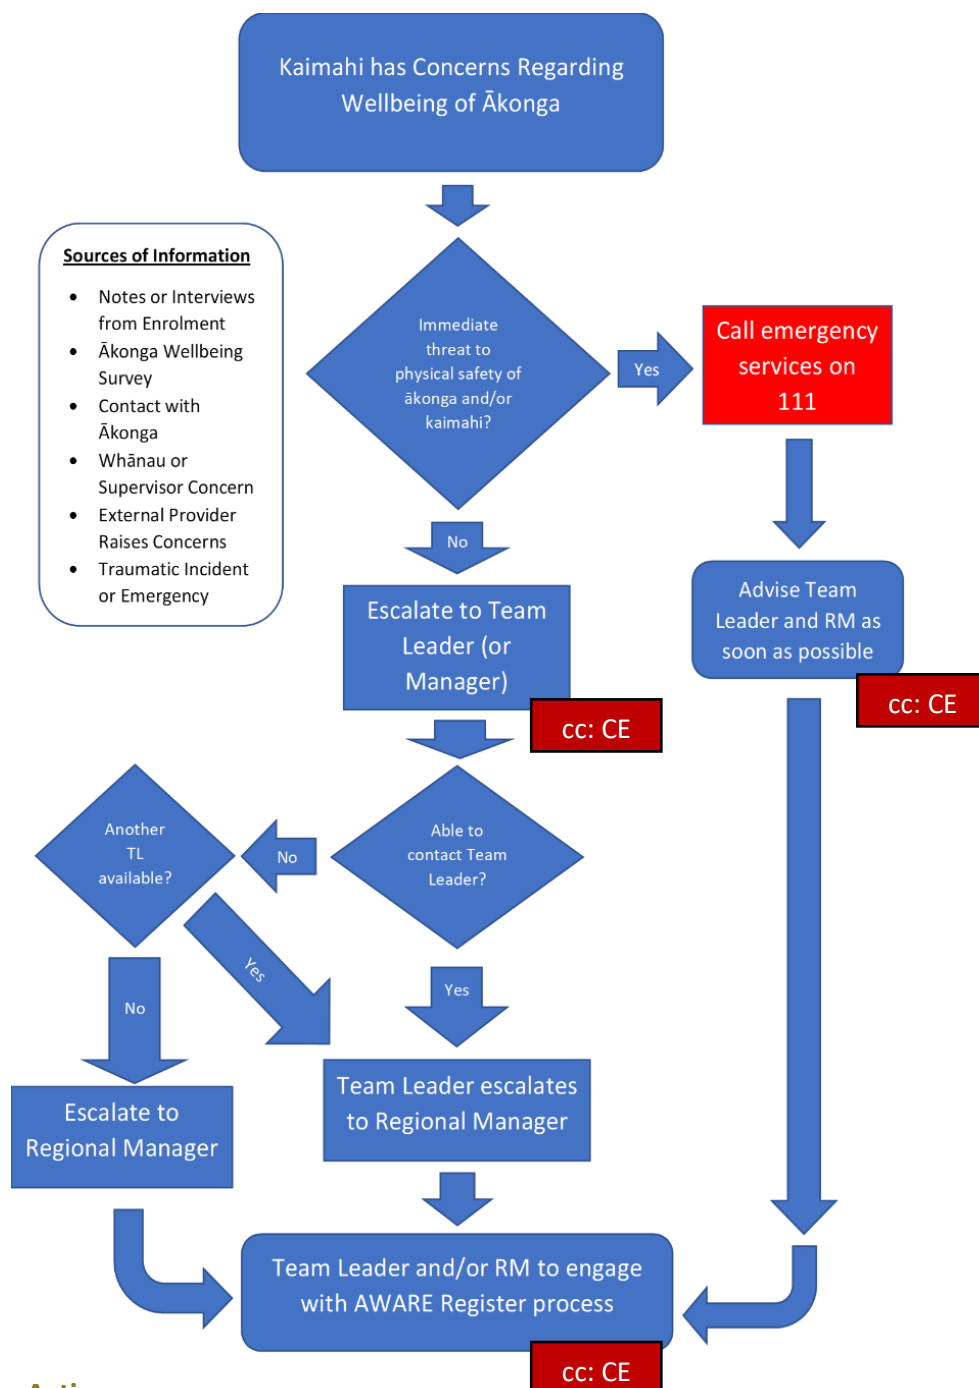 Kaimahi has Concerns Regarding
Wellbeing of Ākonga
Sources of Information
• Notes or Interviews
from Enrolment
• Ākonga Wellbeing
Survey
• Contact with
Ākonga
• Whānau or
Supervisor Concern
• External Provider
Raises Concerns
• Traumatic Incident
or Emergency
Immediate
threat to
physical safety of
ākonga and/or
kaimahi?
Yes
Call emergency
services on
111
No
Escalate to Team
Leader (or
Manager)
cc: CE
Advise Team
Leader and RM as
soon as possible
cc: CE
Able to
contact Team
Leader?
No
Another
TL
available?
Yes
No
Yes
Escalate to
Regional Manager
Team Leader escalates
to Regional Manager
Team Leader and/or RM to engage
with AWARE Register process
cc: CE